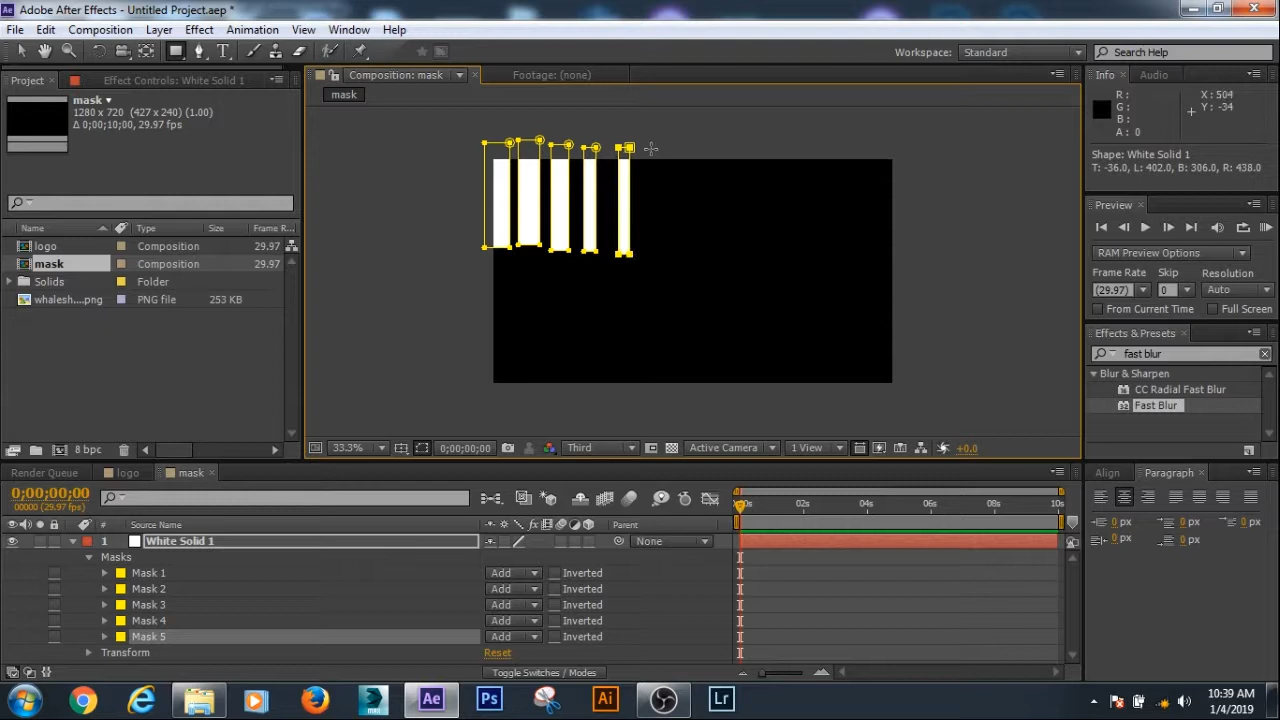 Adobe After Effects - Untitled Project.aep *
File Edit Composition Layer Effect Animation View Window Help
Workspace: Standard Search Help
Project Effect Controls: White Solid 1
mask
1280 x 720 (427 x 240) (1.00)
Δ 0;00;10;00, 29.97 fps
Name Type Size Frame R
logo Composition 29.97
mask Composition 29.97
Solids Folder
whalesh....png PNG file 253 KB
8 bpc
Composition: mask Footage: (none)
mask
33.3% 0;00;00;00 Third Active Camera 1 View +0.0
Info Audio
R : X : 504
G : Y : -34
B :
A : 0
Shape: White Solid 1
T: -36.0, L: 402.0, B: 306.0, R: 438.0
Preview
RAM Preview Options
Frame Rate Skip Resolution
(29.97) 0 Auto
From Current Time Full Screen
Effects & Presets
fast blur
Blur & Sharpen
CC Radial Fast Blur
Fast Blur
Render Queue logo mask
0;00;00;00
00000 (29.97 fps)
# Source Name Parent
00s 02s 04s 06s 08s 10s
1 White Solid 1 None
Masks
Mask 1 Add Inverted
Mask 2 Add Inverted
Mask 3 Add Inverted
Mask 4 Add Inverted
Mask 5 Add Inverted
Transform Reset
Toggle Switches / Modes
Align Paragraph
0 px 0 px 0 px
0 px 0 px
10:39 AM
1/4/2019